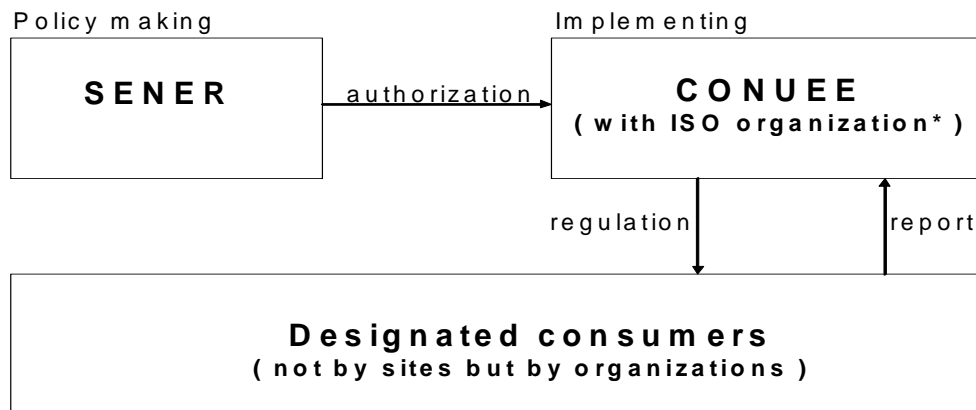 Policy making
Implementing
SENER
authorization
CONUEE
( with ISO organization* )
regulation
report
Designated consumers
( not by sites but by organizations )